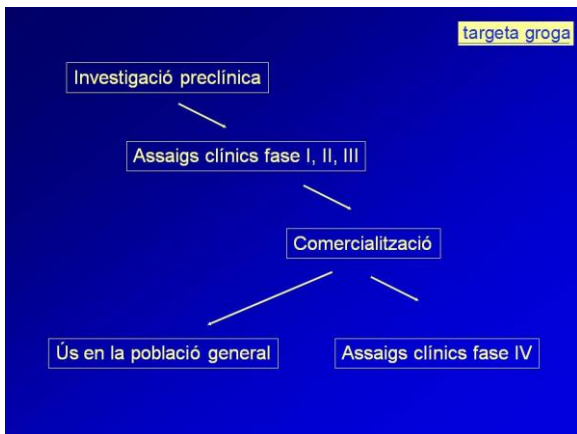 targeta groga
Investigació preclínica
Assaigs clínics fase I, II, III
Comercialització
Ús en la població general
Assaigs clínics fase IV